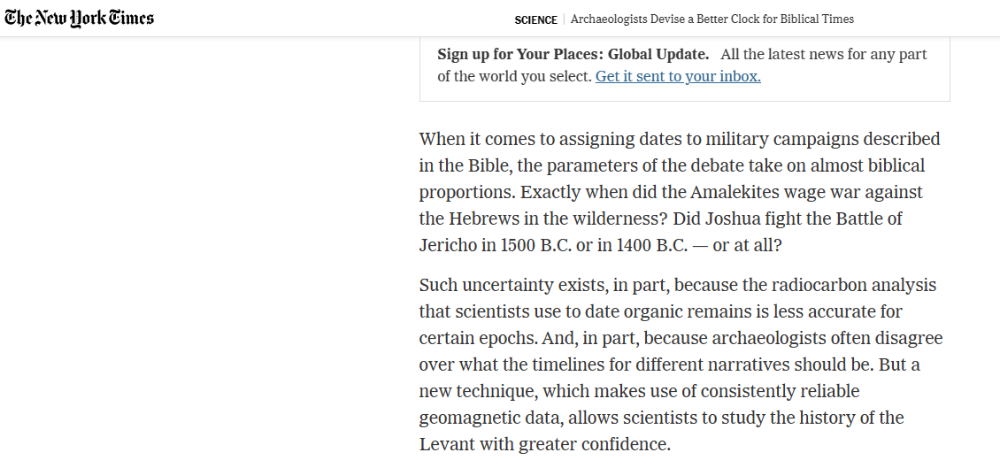 The New York Times
SCIENCE | Archaeologists Devise a Better Clock for Biblical Times
Sign up for Your Places: Global Update. All the latest news for any part
of the world you select. Get it sent to your inbox.
When it comes to assigning dates to military campaigns described
in the Bible, the parameters of the debate take on almost biblical
proportions. Exactly when did the Amalekites wage war against
the Hebrews in the wilderness? Did Joshua fight the Battle of
Jericho in 1500 B.C. or in 1400 B.C. — or at all?
Such uncertainty exists, in part, because the radiocarbon analysis
that scientists use to date organic remains is less accurate for
certain epochs. And, in part, because archaeologists often disagree
over what the timelines for different narratives should be. But a
new technique, which makes use of consistently reliable
geomagnetic data, allows scientists to study the history of the
Levant with greater confidence.